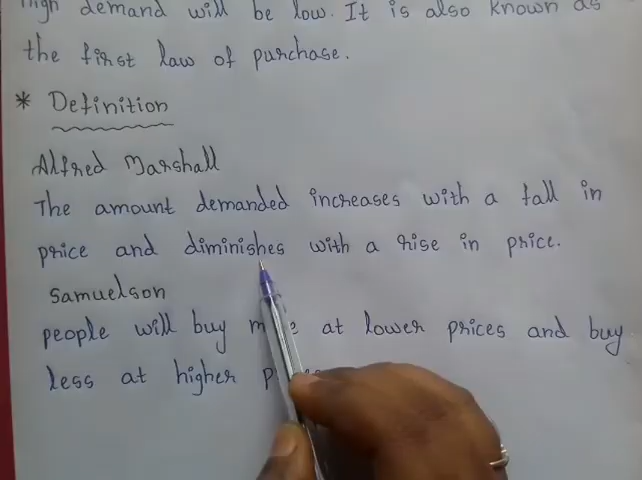 high demand will be low. It is also known as
the first law of purchase.
* Definition
Alfred Marshall
The amount demanded increases with a fall in
price and diminishes with a rise in price.
Samuelson
people will buy at lower prices and buy
less at higher